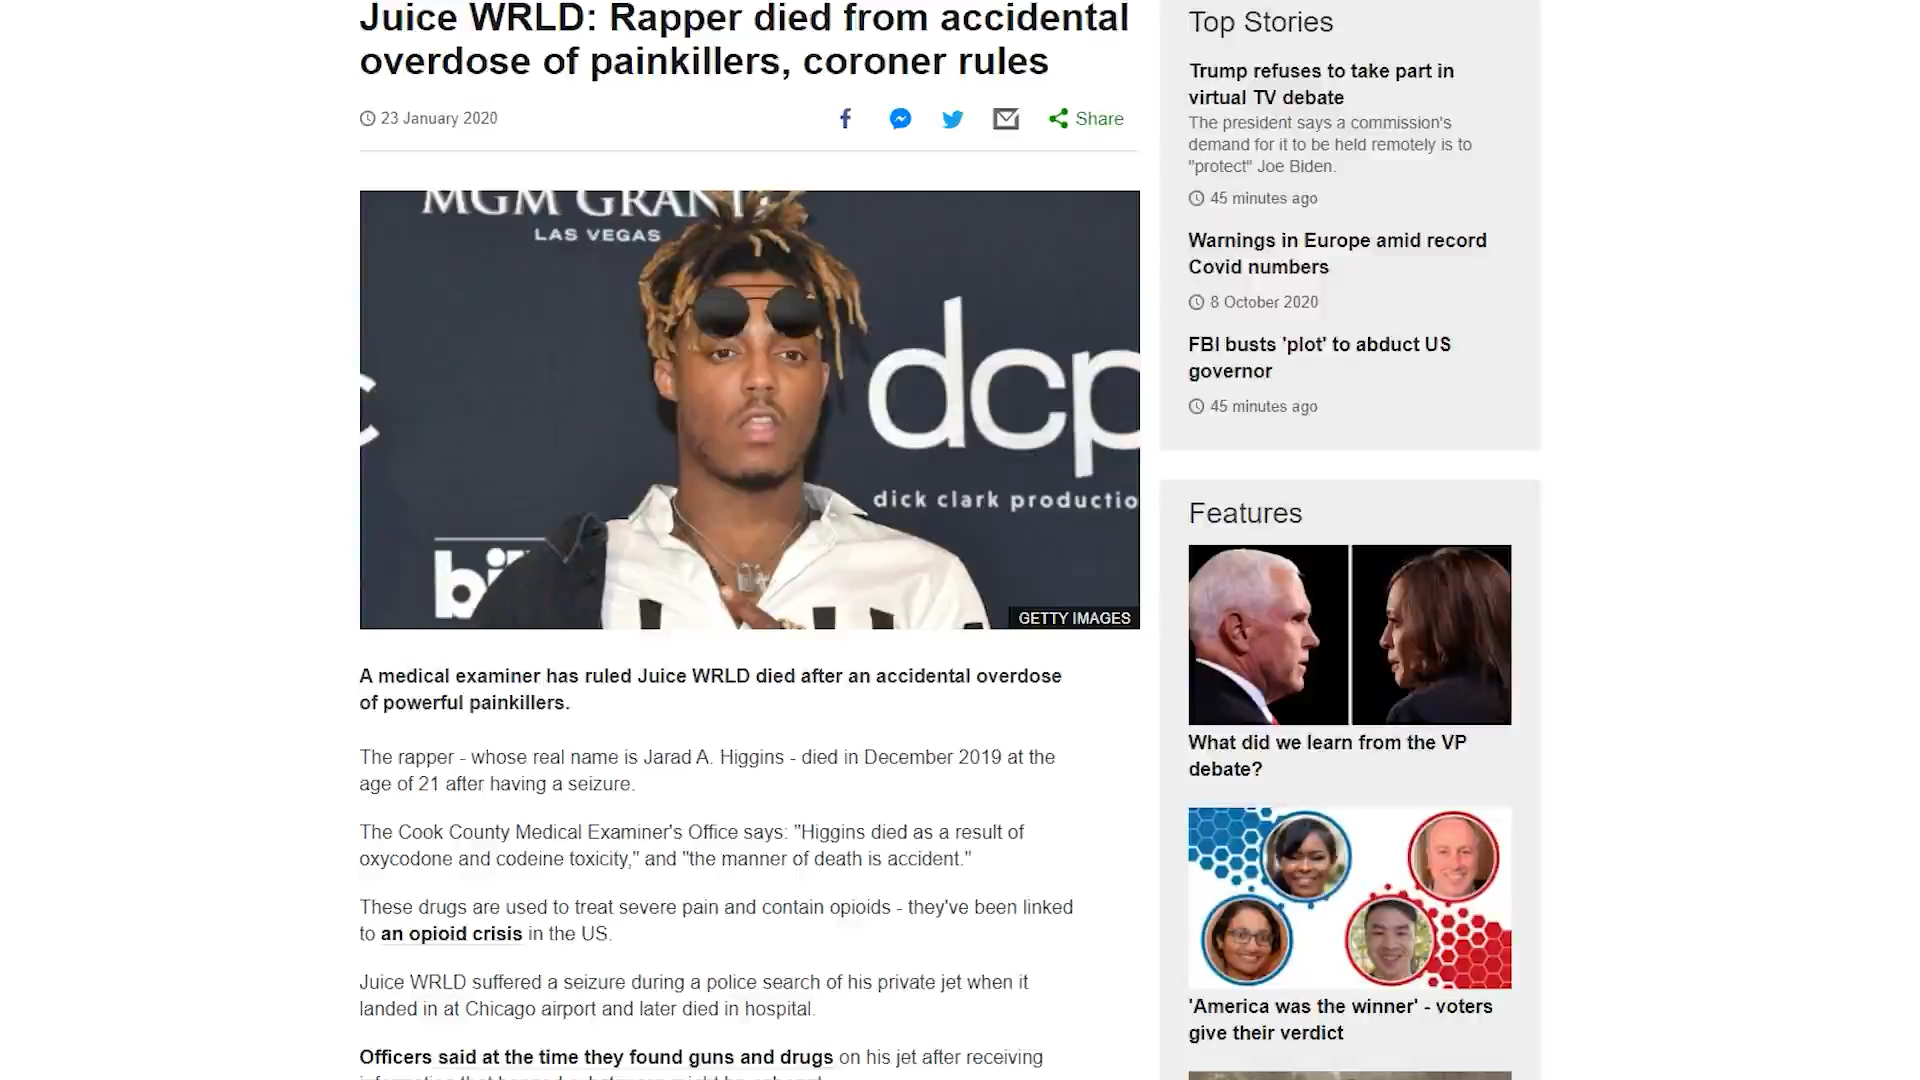 Juice WRLD: Rapper died from accidental
overdose of painkillers, coroner rules
23 January 2020
Share
MGM GRAN
LAS VEGAS
dcp
dick clark productio
bi
GETTY IMAGES
A medical examiner has ruled Juice WRLD died after an accidental overdose
of powerful painkillers.
The rapper - whose real name is Jarad A. Higgins - died in December 2019 at the
age of 21 after having a seizure.
The Cook County Medical Examiner's Office says: "Higgins died as a result of
oxycodone and codeine toxicity," and "the manner of death is accident."
These drugs are used to treat severe pain and contain opioids - they've been linked
to an opioid crisis in the US.
Juice WRLD suffered a seizure during a police search of his private jet when it
landed in at Chicago airport and later died in hospital.
Officers said at the time they found guns and drugs on his jet after receiving
Top Stories
Trump refuses to take part in
virtual TV debate
The president says a commission's
demand for it to be held remotely is to
"protect" Joe Biden.
45 minutes ago
Warnings in Europe amid record
Covid numbers
8 October 2020
FBI busts 'plot' to abduct US
governor
45 minutes ago
Features
What did we learn from the VP
debate?
'America was the winner' - voters
give their verdict